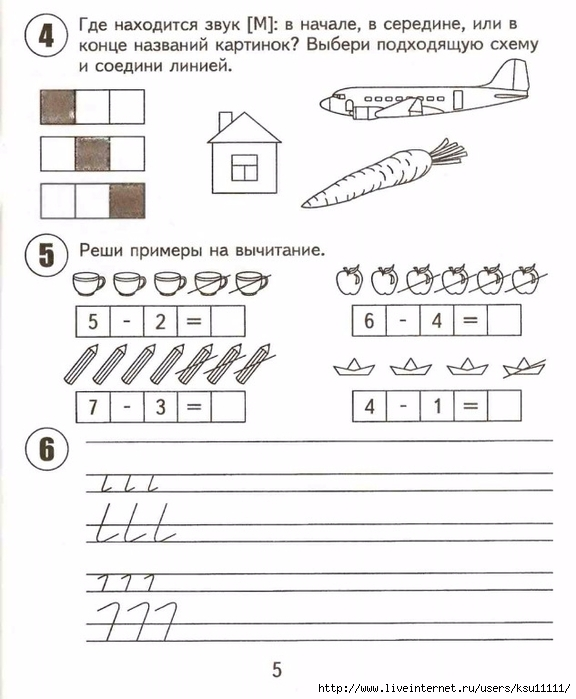 4
Где находится звук [М]: в начале, в середине, или в
конце названий картинок? Выбери подходящую схему
и соедини линией.
5
Реши примеры на вычитание.
5 - 2 =
6 - 4 =
7 - 3 =
4 - 1 =
6
5
http://www.liveinternet.ru/users/ksu11111/